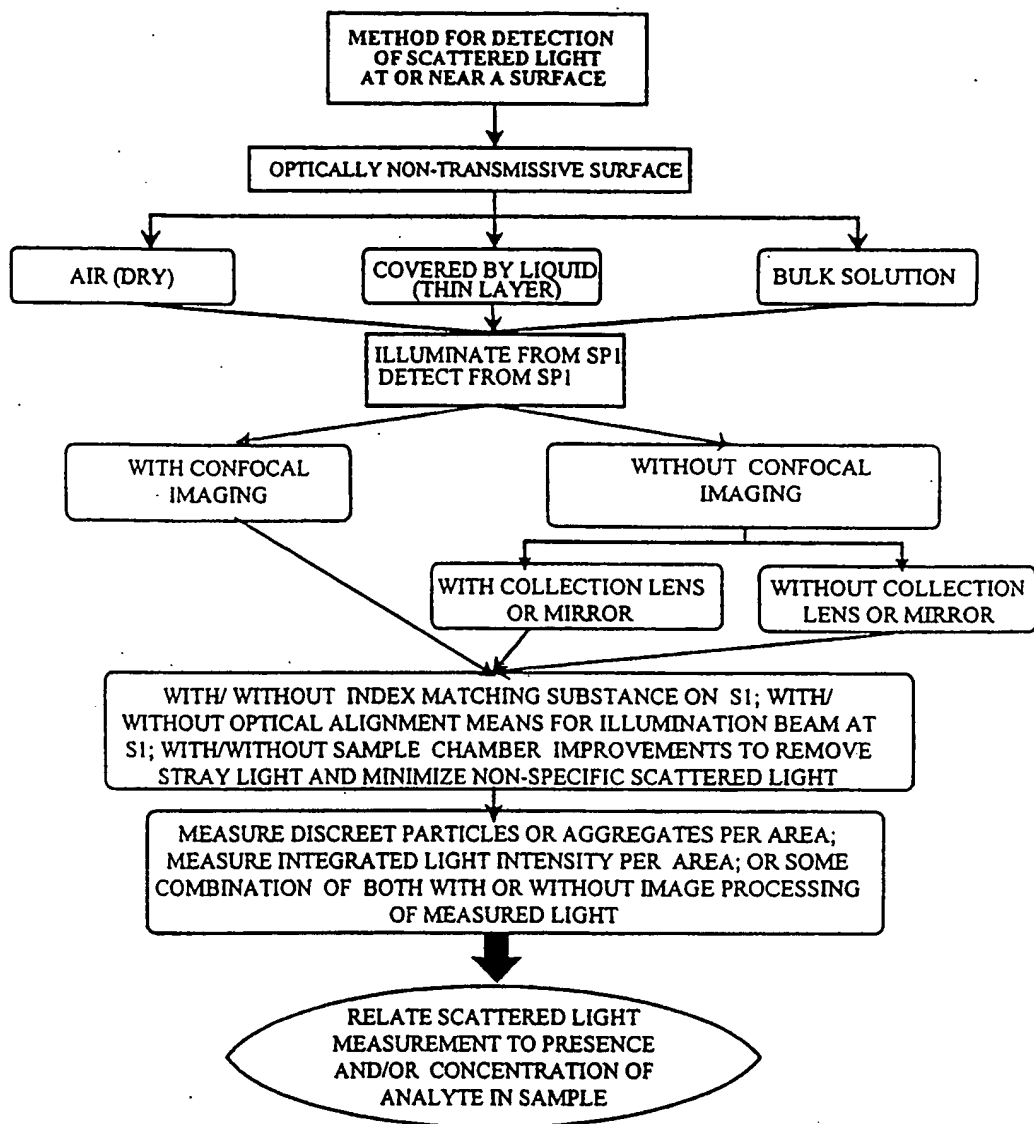 METHOD FOR DETECTION
OF SCATTERED LIGHT
AT OR NEAR A SURFACE
OPTICALLY NON-TRANSMISSIVE SURFACE
AIR (DRY)
COVERED BY LIQUID
(THIN LAYER)
BULK SOLUTION
ILLUMINATE FROM SP1
DETECT FROM SP1
WITH CONFOCAL
IMAGING
WITHOUT CONFOCAL
IMAGING
WITH COLLECTION LENS
OR MIRROR
WITHOUT COLLECTION
LENS OR MIRROR
WITH/ WITHOUT INDEX MATCHING SUBSTANCE ON S1; WITH/
WITHOUT OPTICAL ALIGNMENT MEANS FOR ILLUMINATION BEAM AT
S1; WITH/WITHOUT SAMPLE CHAMBER IMPROVEMENTS TO REMOVE
STRAY LIGHT AND MINIMIZE NON-SPECIFIC SCATTERED LIGHT
MEASURE DISCREET PARTICLES OR AGGREGATES PER AREA;
MEASURE INTEGRATED LIGHT INTENSITY PER AREA; OR SOME
COMBINATION OF BOTH WITH OR WITHOUT IMAGE PROCESSING
OF MEASURED LIGHT
RELATE SCATTERED LIGHT
MEASUREMENT TO PRESENCE
AND/OR CONCENTRATION OF
ANALYTE IN SAMPLE